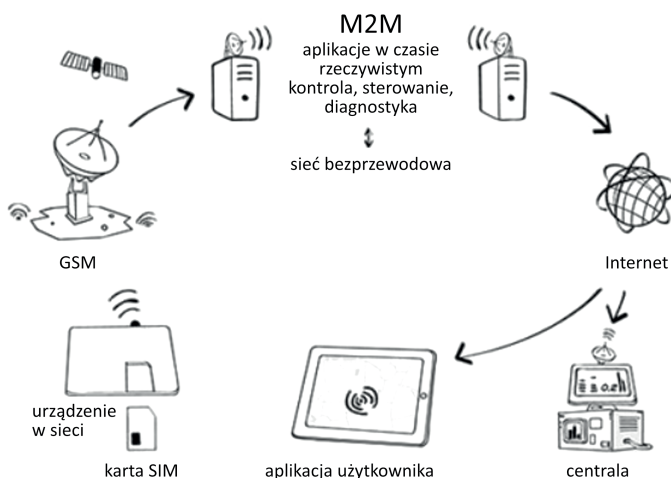 M2M
aplikacje w czasie
rzeczywistym
kontrola, sterowanie,
diagnostyka
sieć bezprzewodowa
GSM
Internet
urządzenie
w sieci
karta SIM
aplikacja użytkownika
centrala